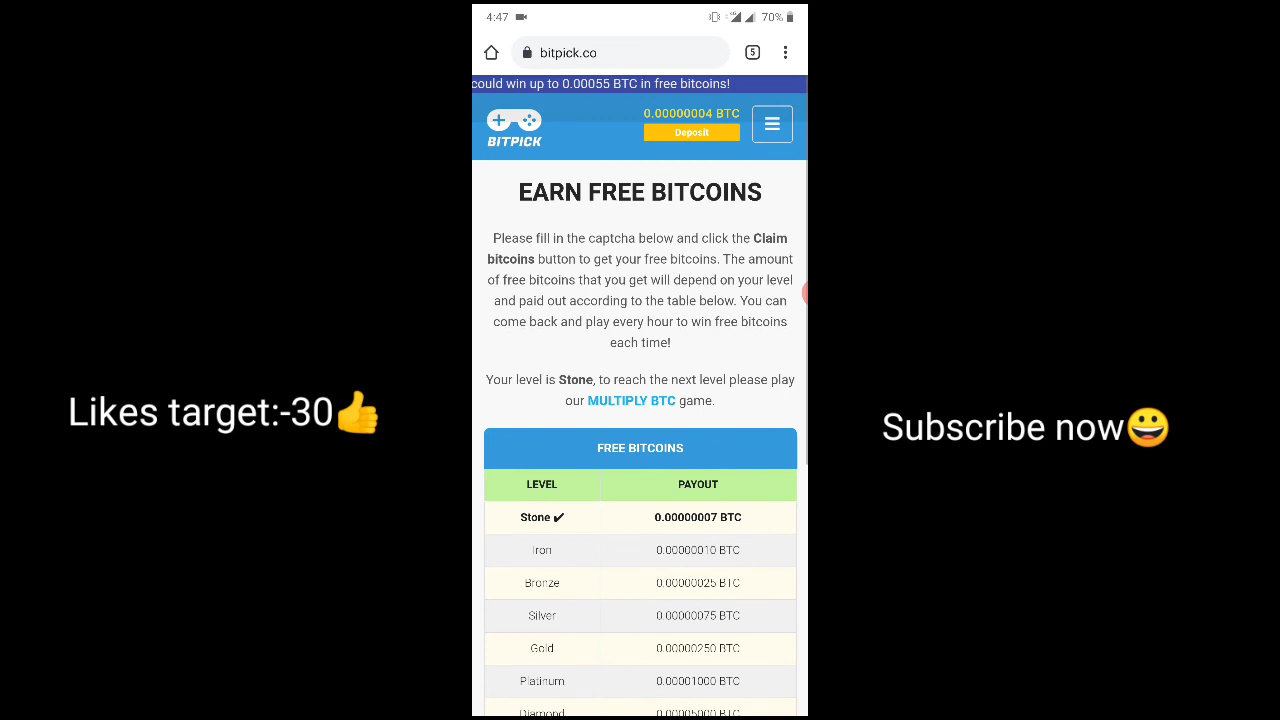 4:47
4G
70%
bitpick.co
5
could win up to 0.00055 BTC in free bitcoins!
0.00000004 BTC
Deposit
BITPICK
EARN FREE BITCOINS
Please fill in the captcha below and click the Claim
bitcoins button to get your free bitcoins. The amount
of free bitcoins that you get will depend on your level
and paid out according to the table below. You can
come back and play every hour to win free bitcoins
each time!
Your level is Stone, to reach the next level please play
our MULTIPLY BTC game.
FREE BITCOINS
LEVEL PAYOUT
Stone ✔ 0.00000007 BTC
Iron 0.00000010 BTC
Bronze 0.00000025 BTC
Silver 0.00000075 BTC
Gold 0.00000250 BTC
Platinum 0.00001000 BTC
Diamond 0.00005000 BTC
Likes target:-30👍
Subscribe now😀